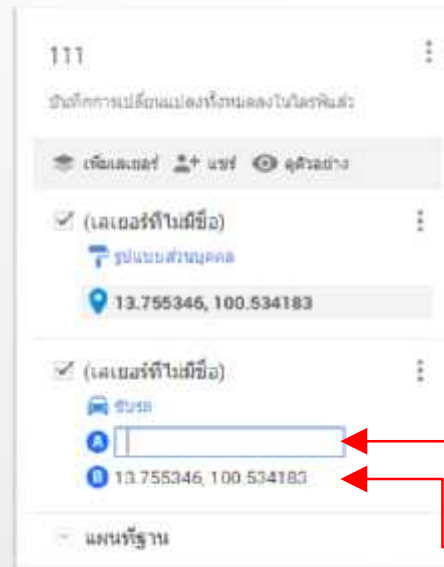 111
บันทึกการเปลี่ยนแปลงทั้งหมดลงในไดรฟ์แล้ว
เพิ่มเลเยอร์ แชร์ ดูตัวอย่าง
(เลเยอร์ที่ไม่มีชื่อ)
รูปแบบส่วนบุคคล
13.755346, 100.534183
(เลเยอร์ที่ไม่มีชื่อ)
ขับรถ
A
B 13.755346, 100.534183
แผนที่ฐาน